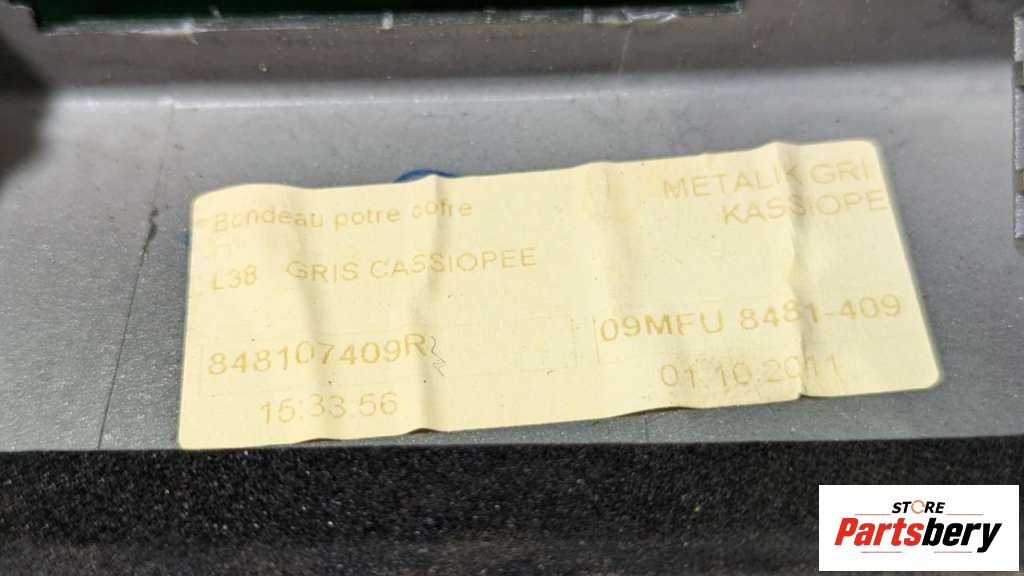 Bondeau potre cofre
METALIK GRI
KASSIOPE
L38 GRIS CASSIOPEE
848107409R
09MFU 8481-409
15:33:56
01.10.2011
STORE
Partsbery